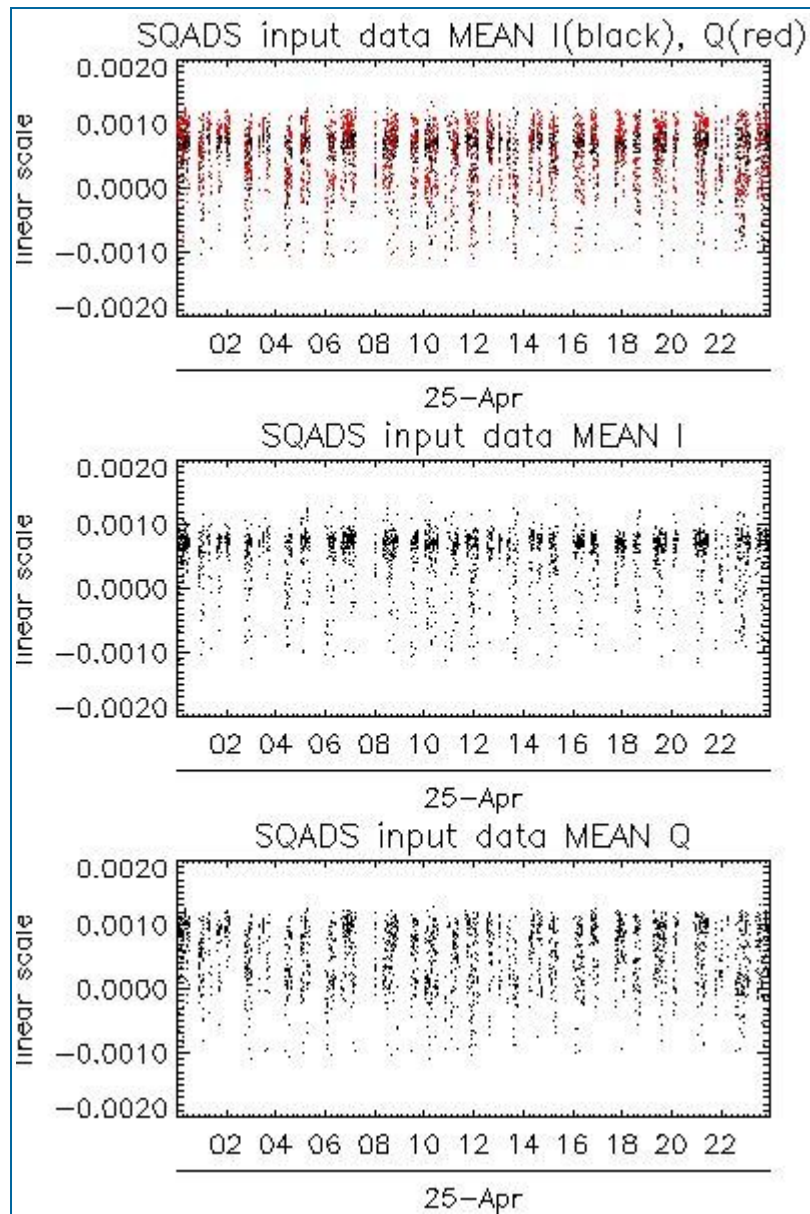 SQADS input data MEAN I(black), Q(red)
0.0020
0.0010
0.0000
−0.0010
−0.0020
linear scale
02 04 06 08 10 12 14 16 18 20 22
25−Apr
SQADS input data MEAN I
0.0020
0.0010
0.0000
−0.0010
−0.0020
linear scale
02 04 06 08 10 12 14 16 18 20 22
25−Apr
SQADS input data MEAN Q
0.0020
0.0010
0.0000
−0.0010
−0.0020
linear scale
02 04 06 08 10 12 14 16 18 20 22
25−Apr